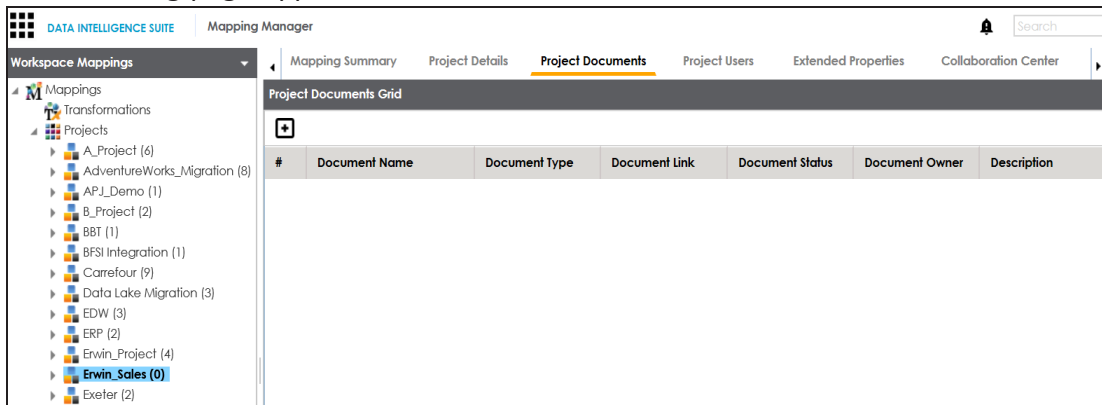 DATA INTELLIGENCE SUITE Mapping Manager Search
Workspace Mappings Mapping Summary Project Details Project Documents Project Users Extended Properties Collaboration Center
Mappings
Project Documents Grid
Transformations
Projects
A_Project (6)
# Document Name Document Type Document Link Document Status Document Owner Description
AdventureWorks_Migration (8)
APJ_Demo (1)
B_Project (2)
BBT (1)
BFSI Integration (1)
Carrefour (9)
Data Lake Migration (3)
EDW (3)
ERP (2)
Erwin_Project (4)
Erwin_Sales (0)
Exeter (2)